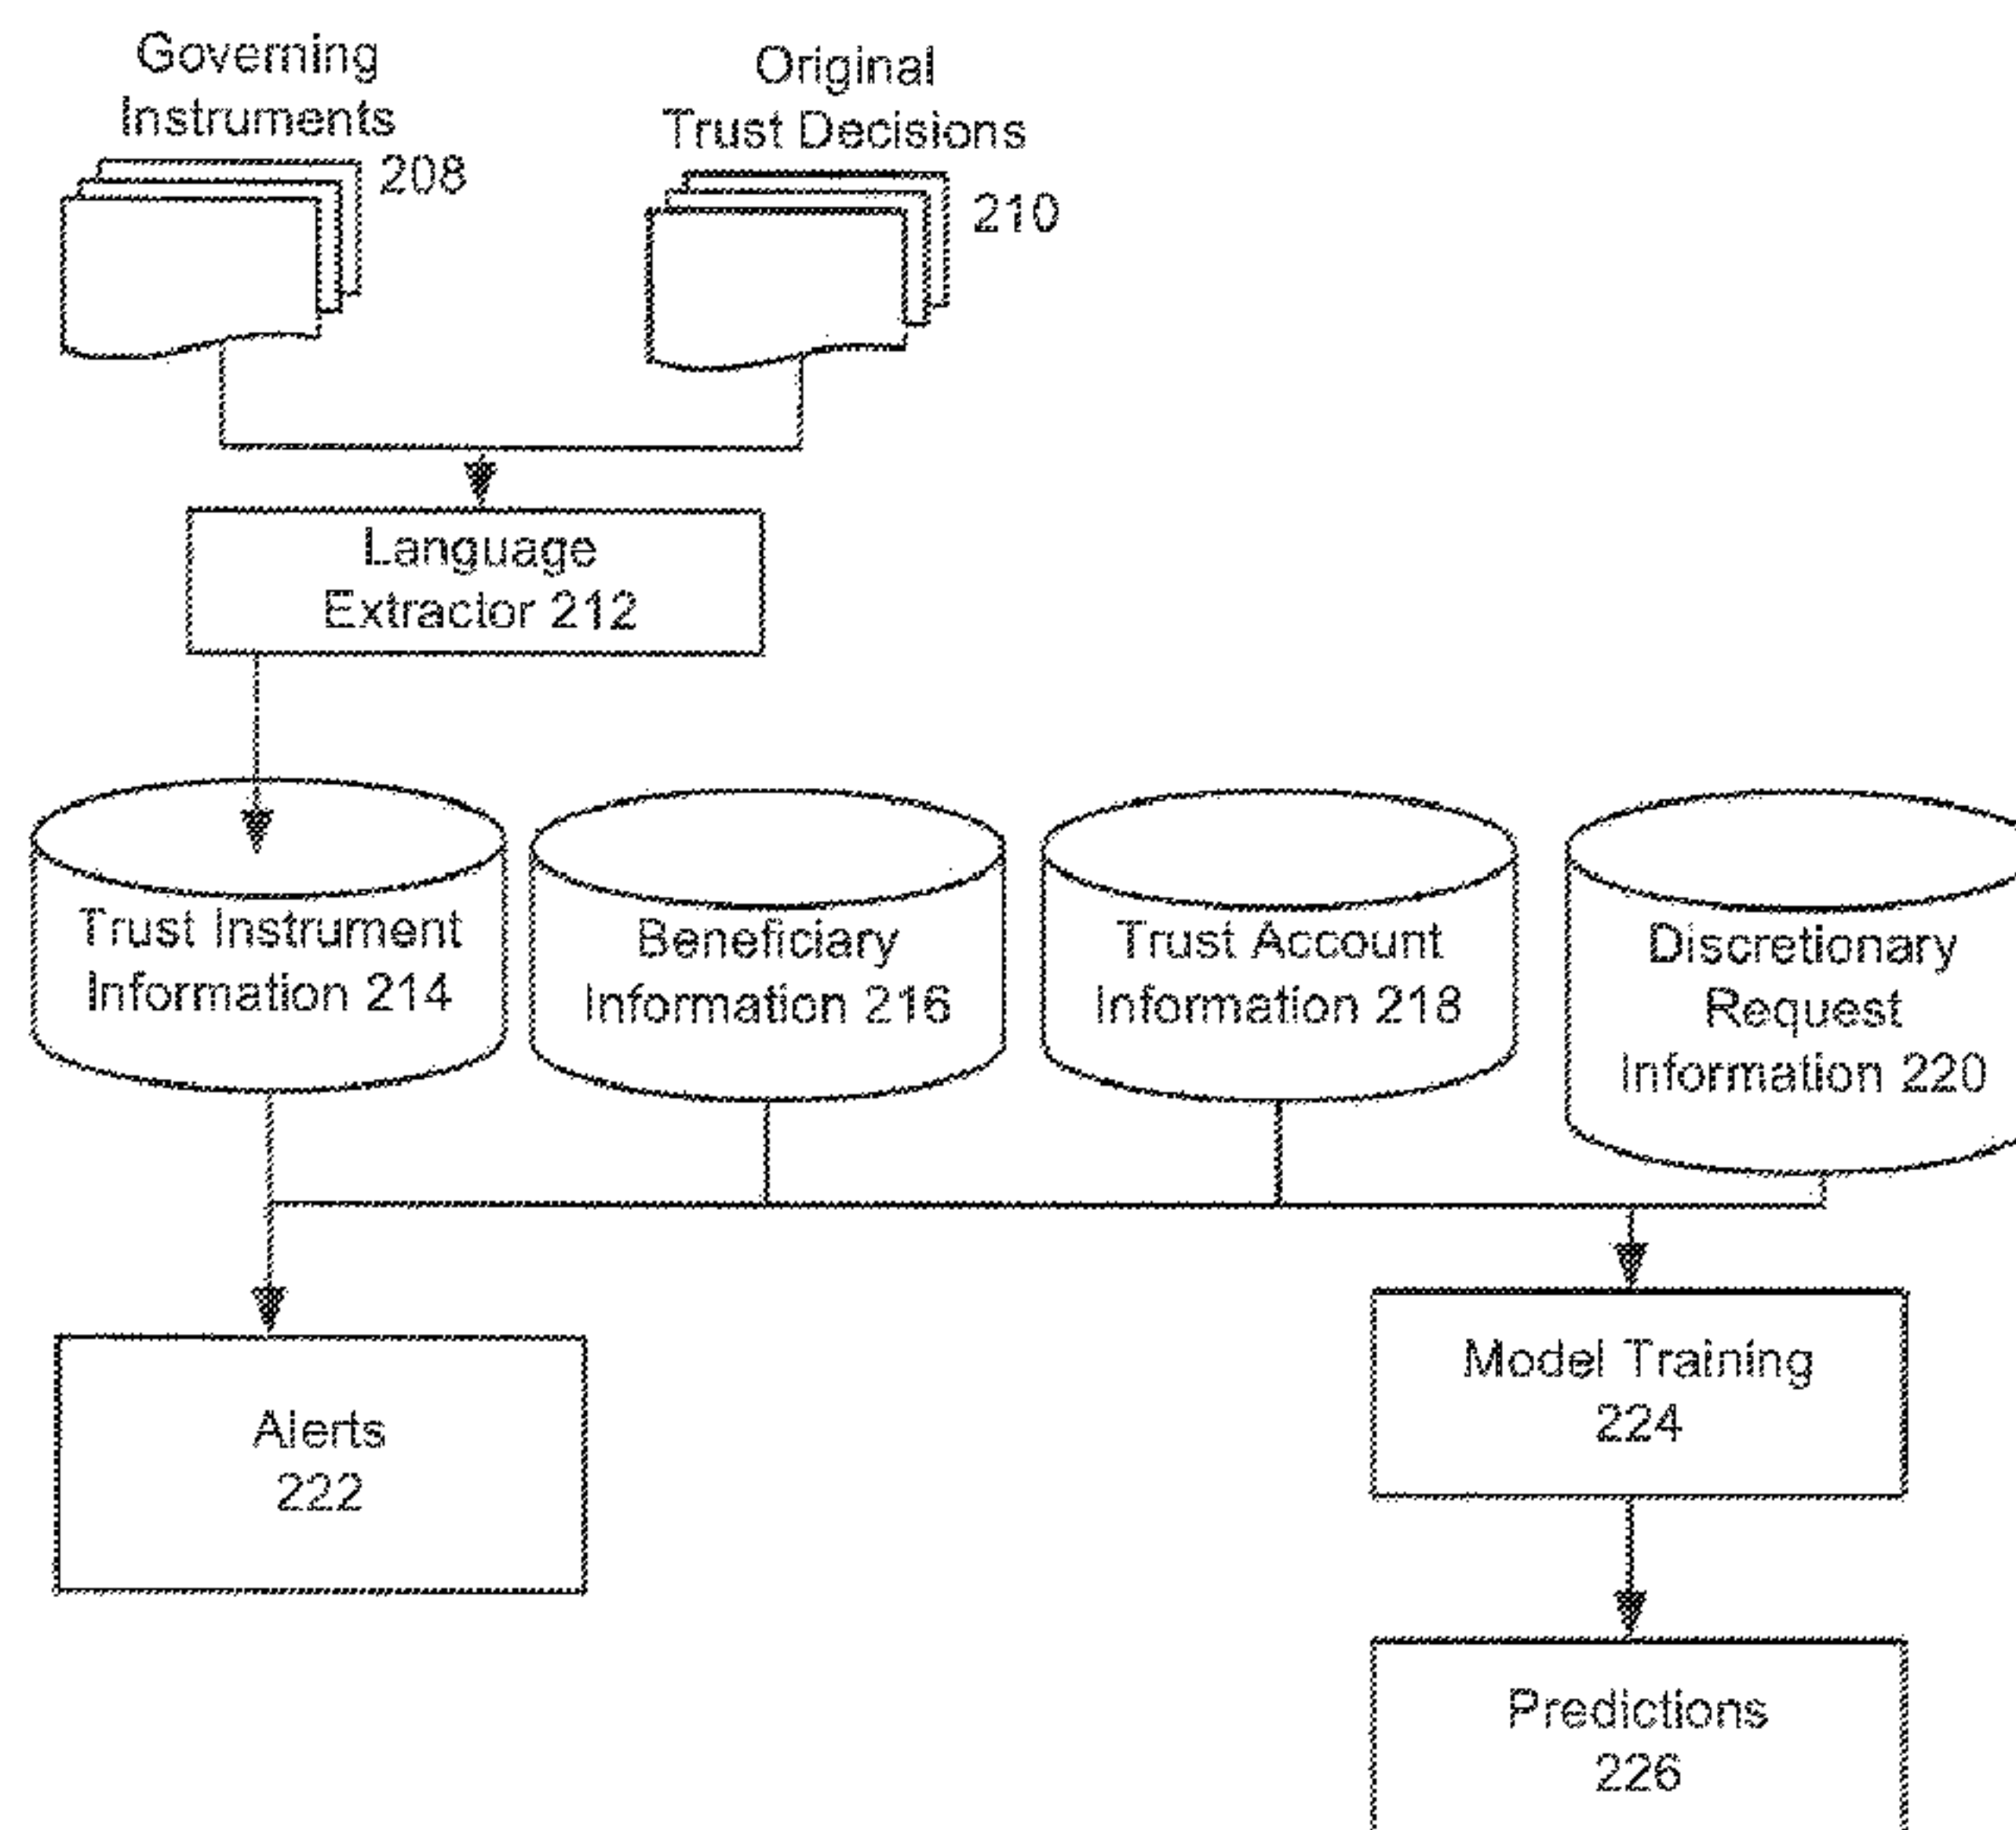 Governing
Instruments
208
Original
Trust Decisions
210
Language
Extractor 212
Trust Instrument
Information 214
Beneficiary
Information 216
Trust Account
Information 218
Discretionary
Request
Information 220
Alerts
222
Model Training
224
Predictions
226